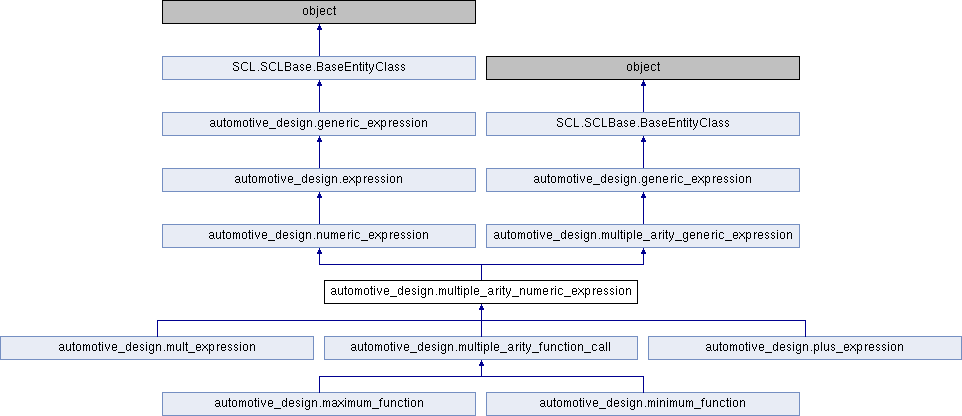 object
SCL.SCLBase.BaseEntityClass
object
automotive_design.generic_expression
SCL.SCLBase.BaseEntityClass
automotive_design.expression
automotive_design.generic_expression
automotive_design.numeric_expression
automotive_design.multiple_arity_generic_expression
automotive_design.multiple_arity_numeric_expression
automotive_design.mult_expression
automotive_design.multiple_arity_function_call
automotive_design.plus_expression
automotive_design.maximum_function
automotive_design.minimum_function